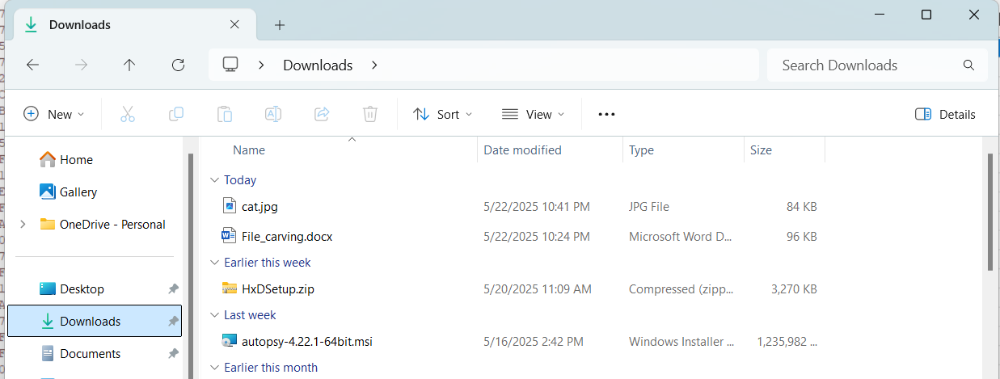 Downloads
Downloads
Search Downloads
New
Sort
View
Details
Name Date modified Type Size
Home
Gallery
OneDrive - Personal
Desktop
Downloads
Documents
Today
cat.jpg 5/22/2025 10:41 PM JPG File 84 KB
File_carving.docx 5/22/2025 10:24 PM Microsoft Word D... 96 KB
Earlier this week
HxDSetup.zip 5/20/2025 11:09 AM Compressed (zipp... 3,270 KB
Last week
autopsy-4.22.1-64bit.msi 5/16/2025 2:42 PM Windows Installer ... 1,235,982 ...
Earlier this month